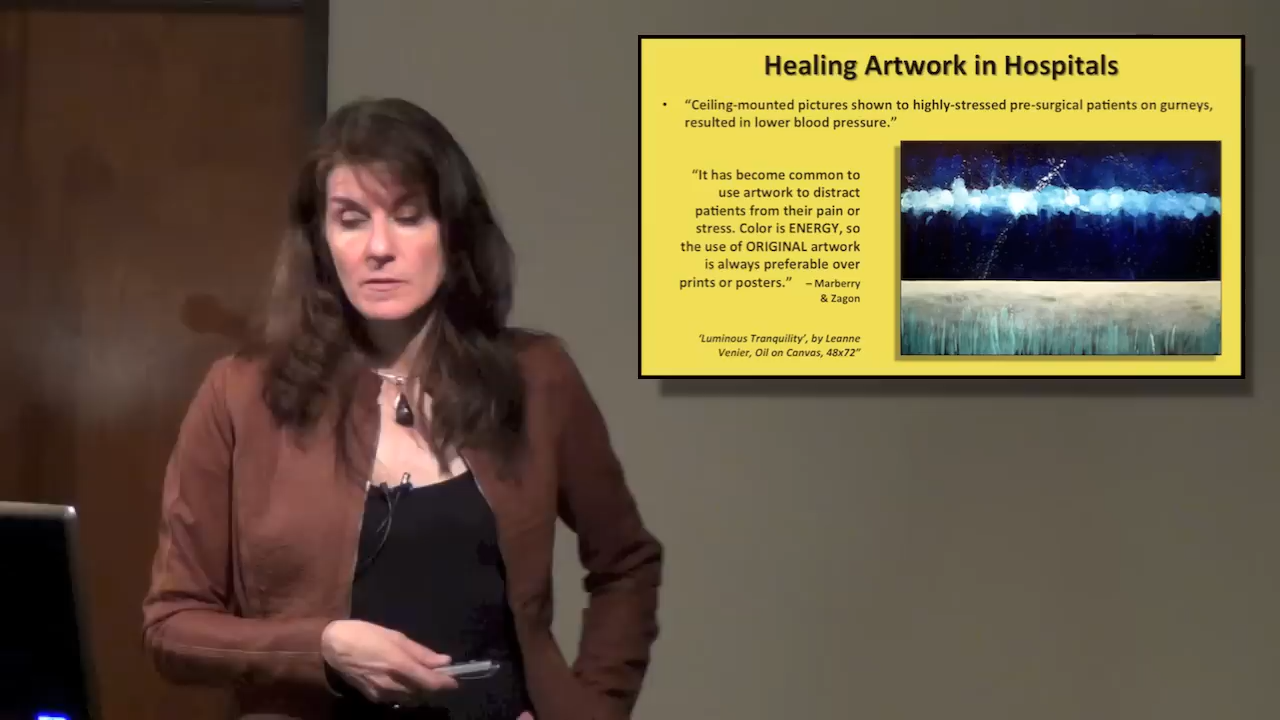 Healing Artwork in Hospitals
• “Ceiling-mounted pictures shown to highly-stressed pre-surgical patients on gurneys,
resulted in lower blood pressure.”
“It has become common to
use artwork to distract
patients from their pain or
stress. Color is ENERGY, so
the use of ORIGINAL artwork
is always preferable over
prints or posters.” – Marberry
& Zagon
‘Luminous Tranquility’, by Leanne
Venier, Oil on Canvas, 48x72”